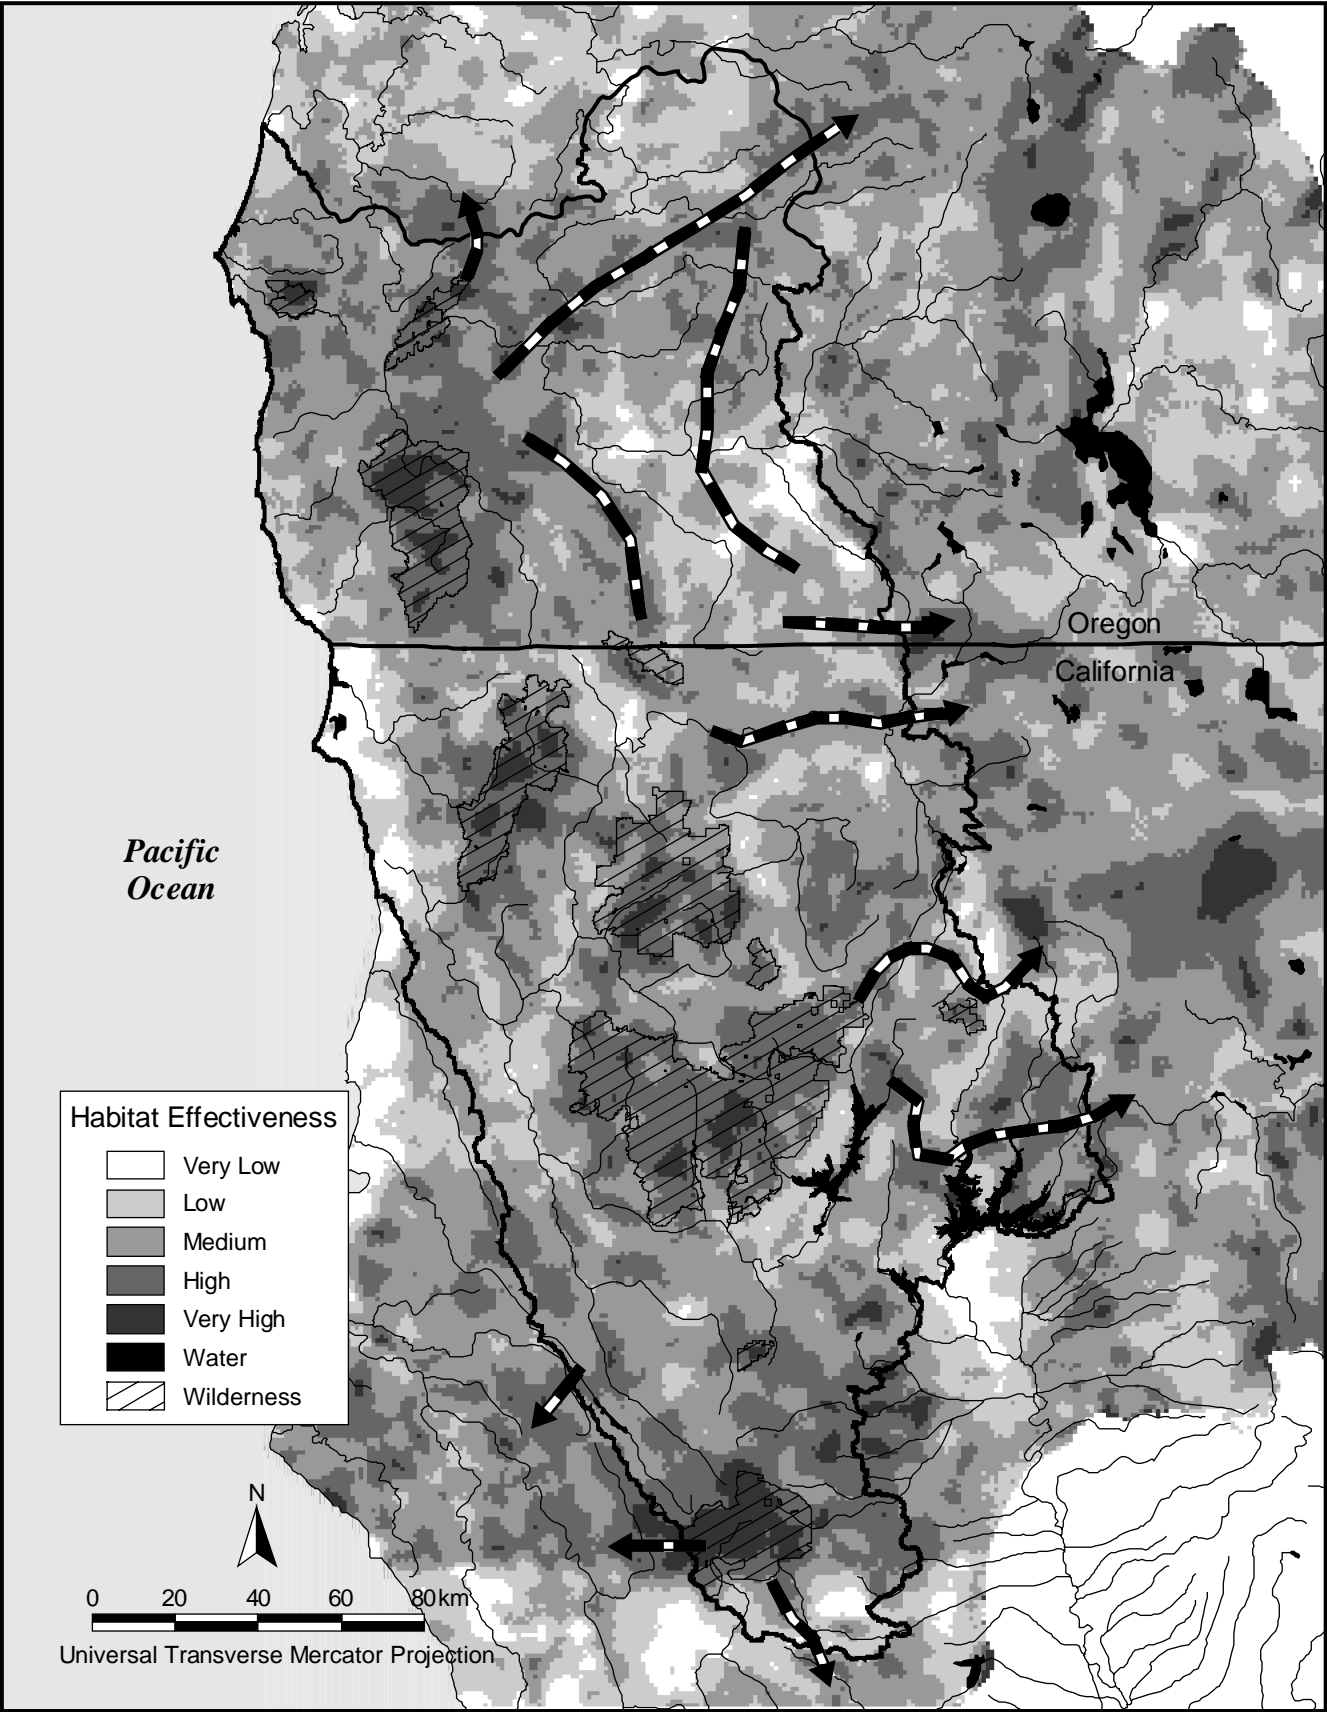 Oregon
California
Pacific
Ocean
Habitat Effectiveness
Very Low
Low
Medium
High
Very High
Water
Wilderness
N
0 20 40 60 80km
Universal Transverse Mercator Projection